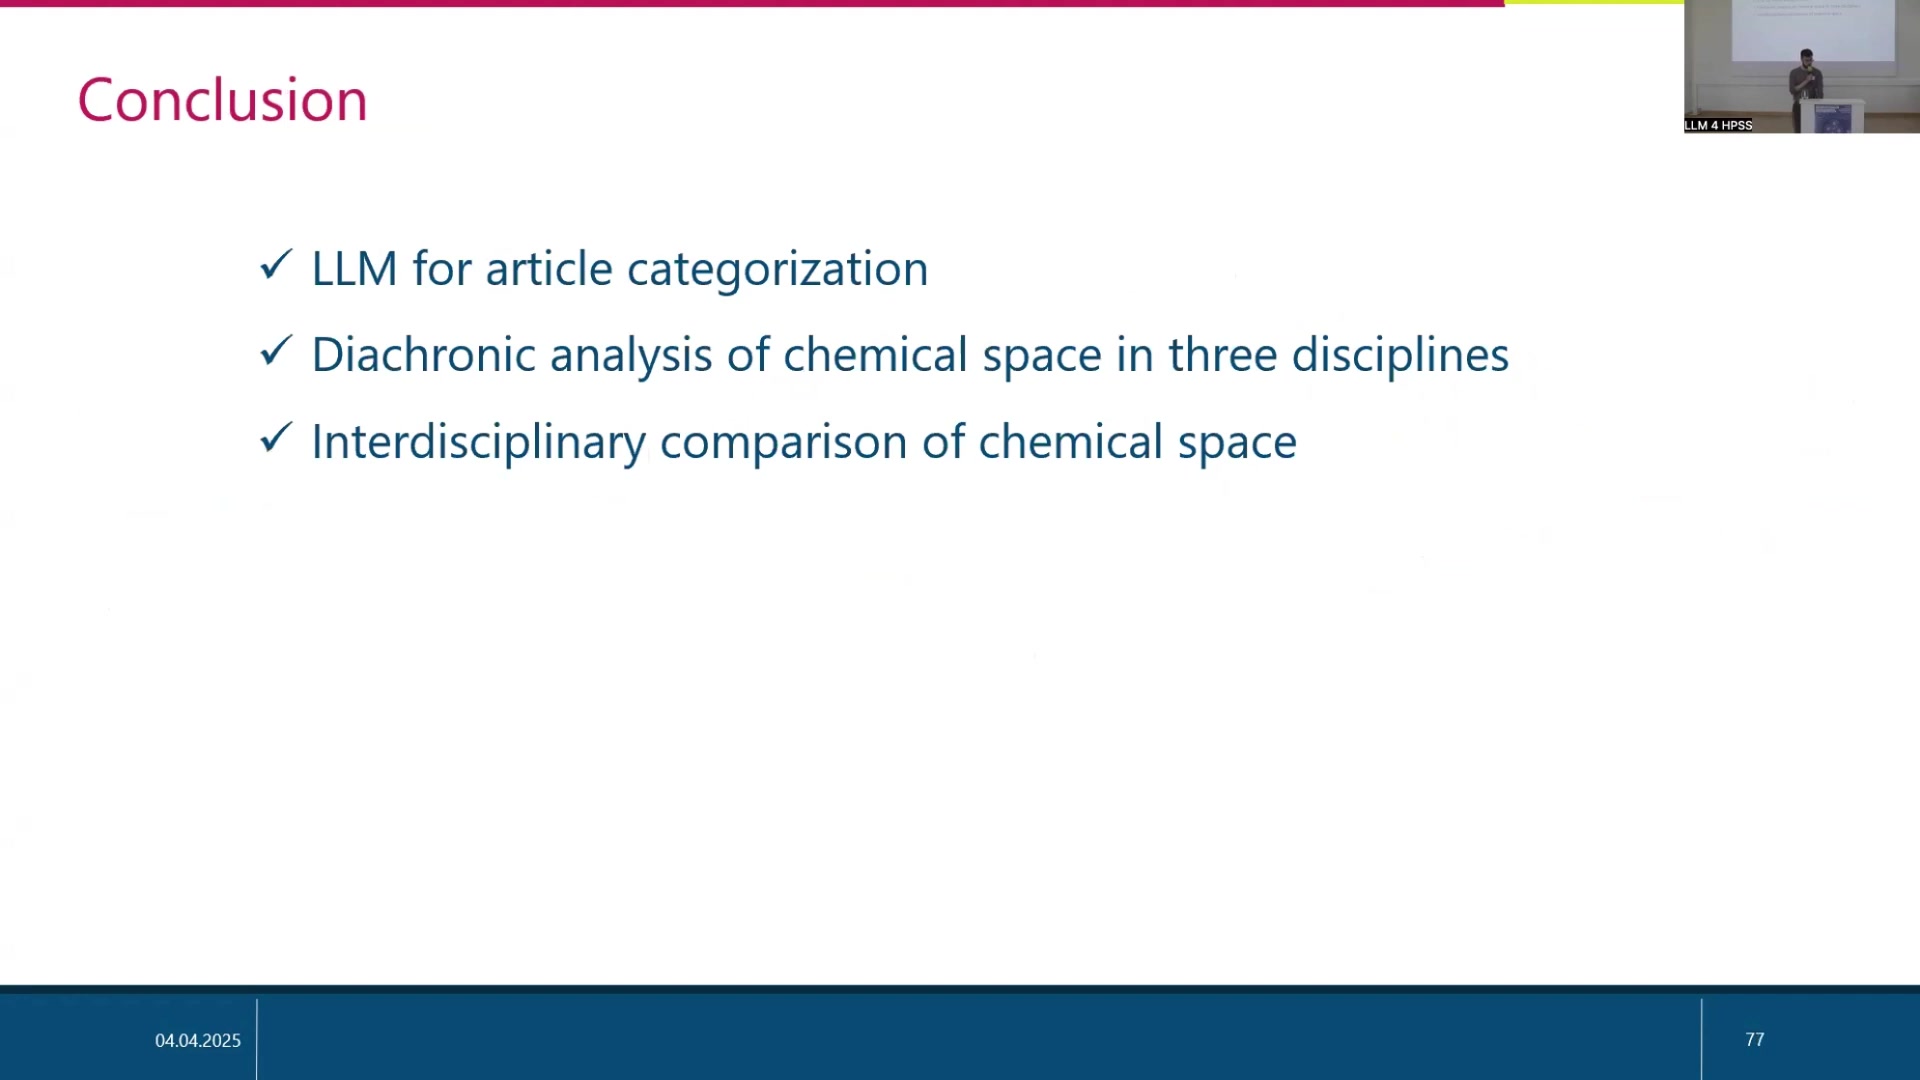 Conclusion
LLM 4 HPSS
✓ LLM for article categorization
✓ Diachronic analysis of chemical space in three disciplines
✓ Interdisciplinary comparison of chemical space
04.04.2025
77